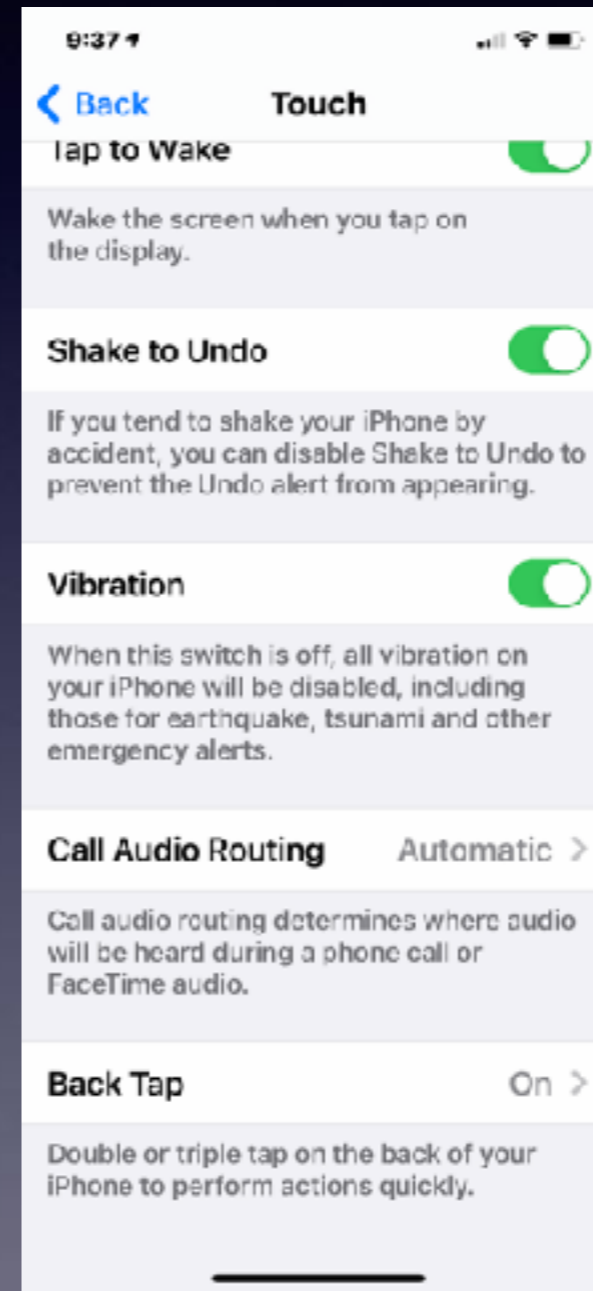 9:37
Back Touch
Tap to Wake
Wake the screen when you tap on
the display.
Shake to Undo
If you tend to shake your iPhone by
accident, you can disable Shake to Undo to
prevent the Undo alert from appearing.
Vibration
When this switch is off, all vibration on
your iPhone will be disabled, including
those for earthquake, tsunami and other
emergency alerts.
Call Audio Routing Automatic >
Call audio routing determines where audio
will be heard during a phone call or
FaceTime audio.
Back Tap On >
Double or triple tap on the back of your
iPhone to perform actions quickly.